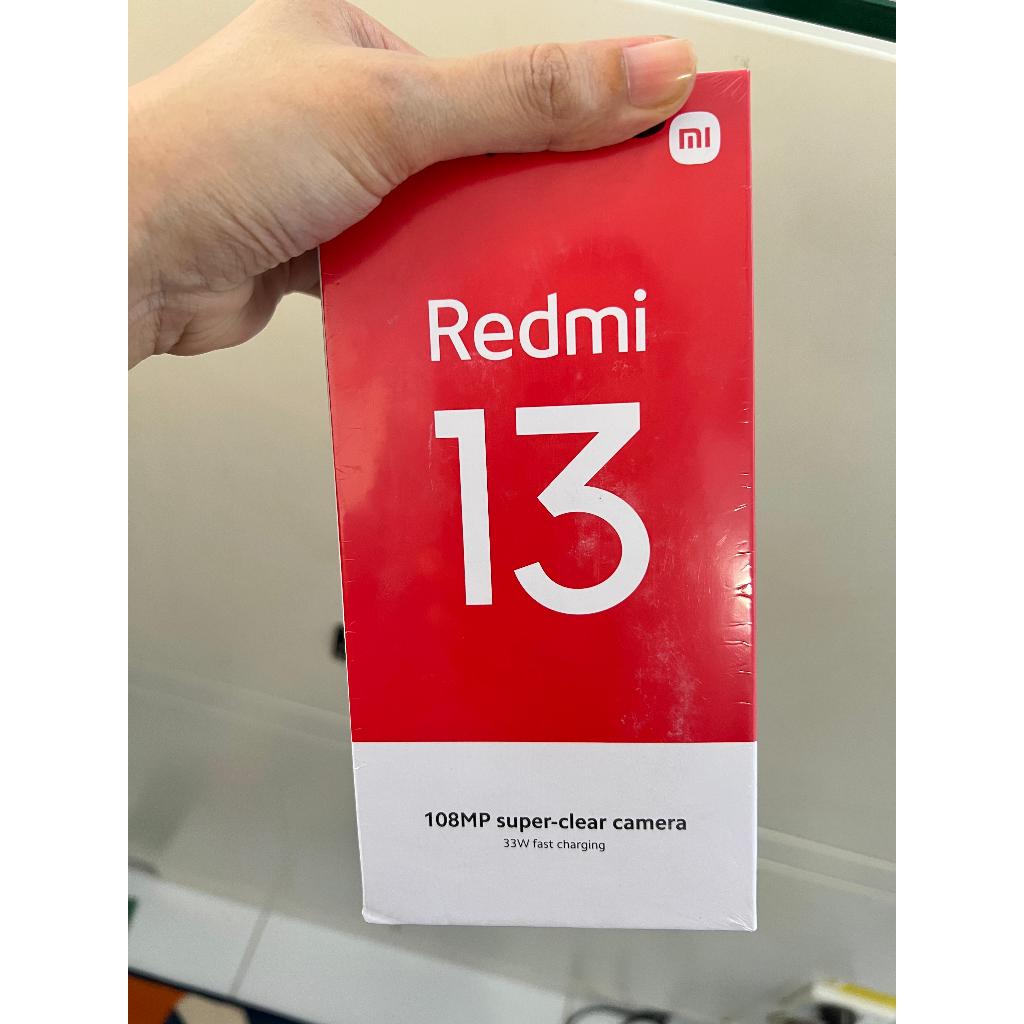 mi
Redmi
13
108MP super-clear camera
33W fast charging